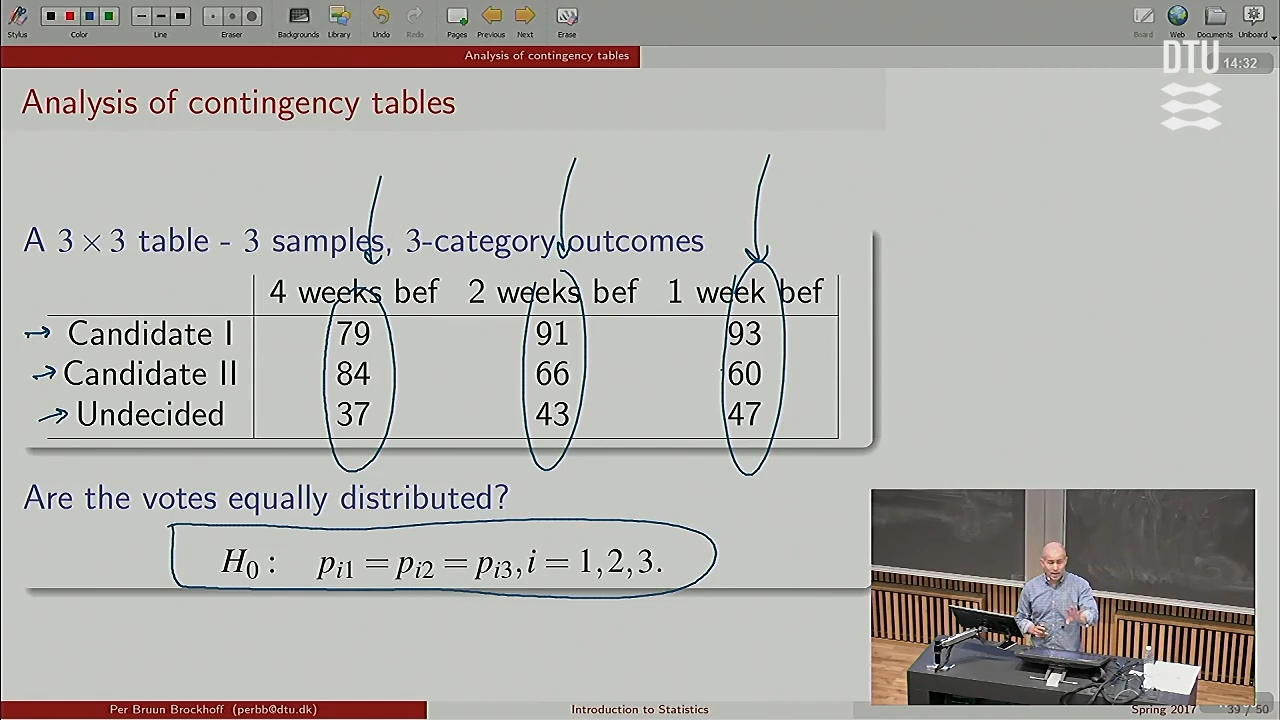 Stylus Color Line Eraser Backgrounds Library Undo Redo Pages Previous Next Erase Board Web Documents Uniboard
Analysis of contingency tables
DTU
14:32
Analysis of contingency tables
A 3 × 3 table - 3 samples, 3-category outcomes
4 weeks bef 2 weeks bef 1 week bef
Candidate I 79 91 93
Candidate II 84 66 60
Undecided 37 43 47
Are the votes equally distributed?
H₀ : pᵢ₁ = pᵢ₂ = pᵢ₃, i = 1, 2, 3.
Per Bruun Brockhoff (perbb@dtu.dk) Introduction to Statistics Spring 2017 39 / 50